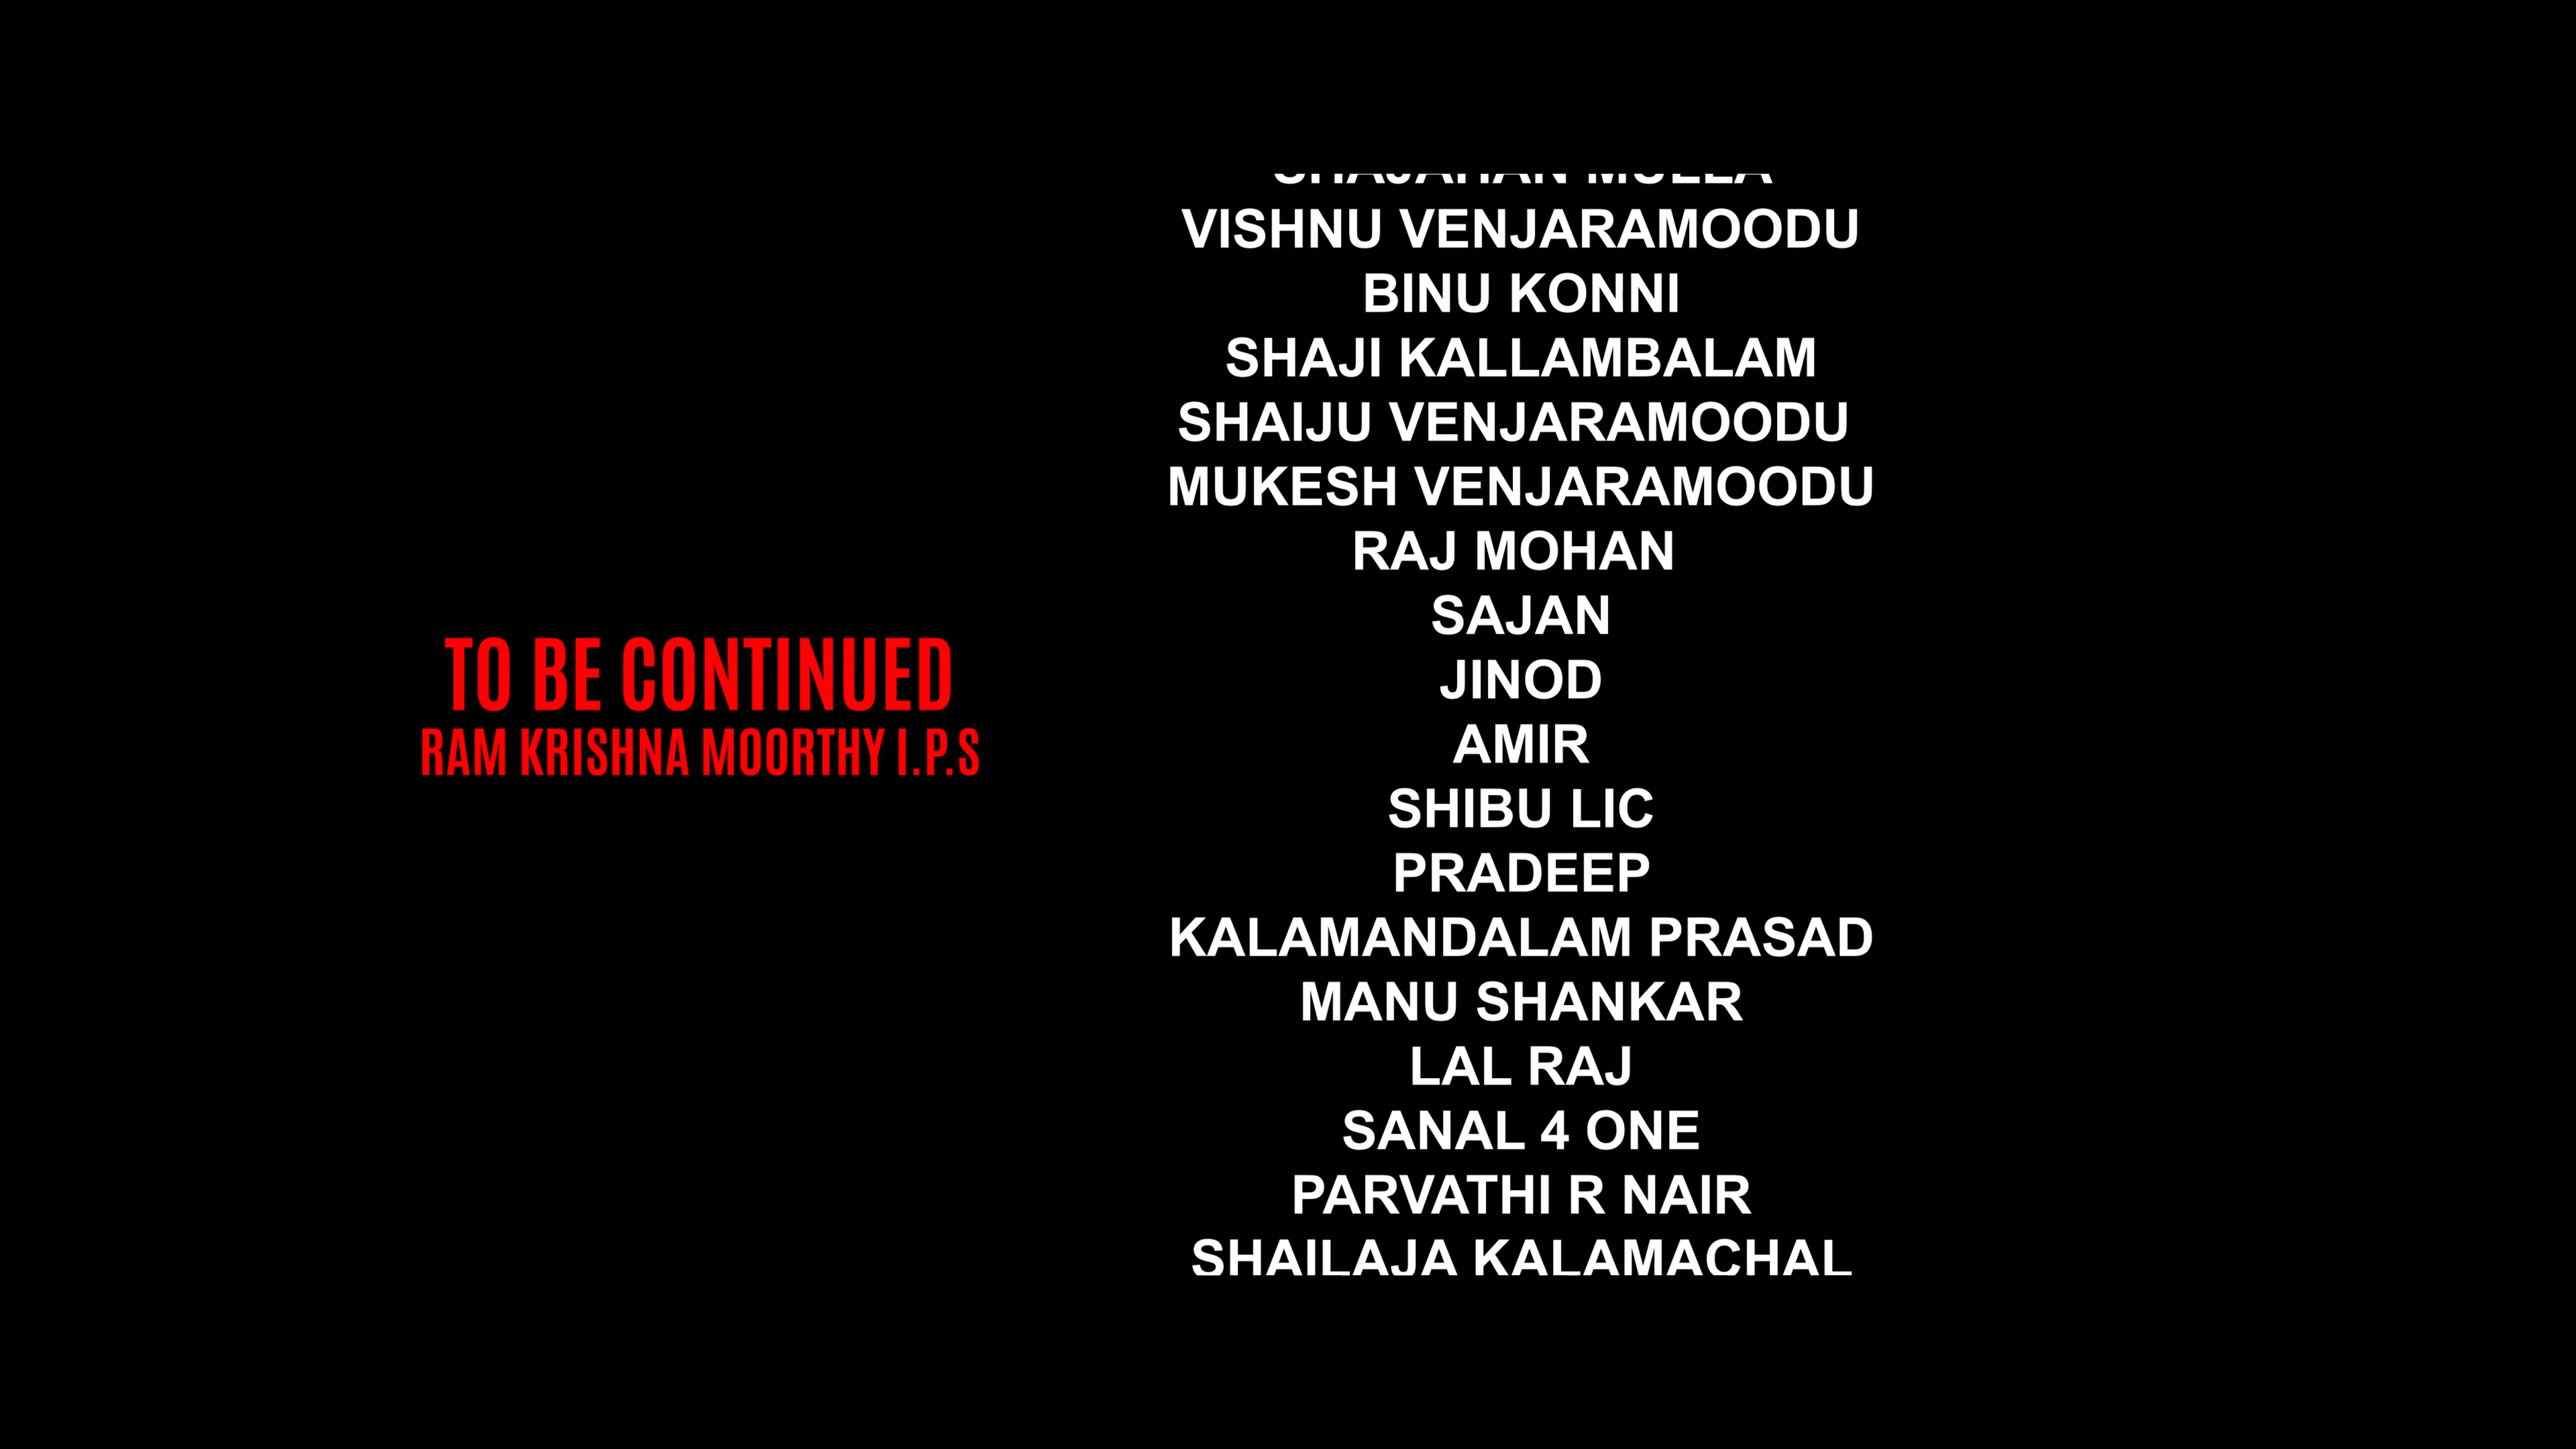 TO BE CONTINUED
RAM KRISHNA MOORTHY I.P.S
VISHNU VENJARAMOODU
BINU KONNI
SHAJI KALLAMBALAM
SHAIJU VENJARAMOODU
MUKESH VENJARAMOODU
RAJ MOHAN
SAJAN
JINOD
AMIR
SHIBU LIC
PRADEEP
KALAMANDALAM PRASAD
MANU SHANKAR
LAL RAJ
SANAL 4 ONE
PARVATHI R NAIR
SHAILAJA KALAMACHAL